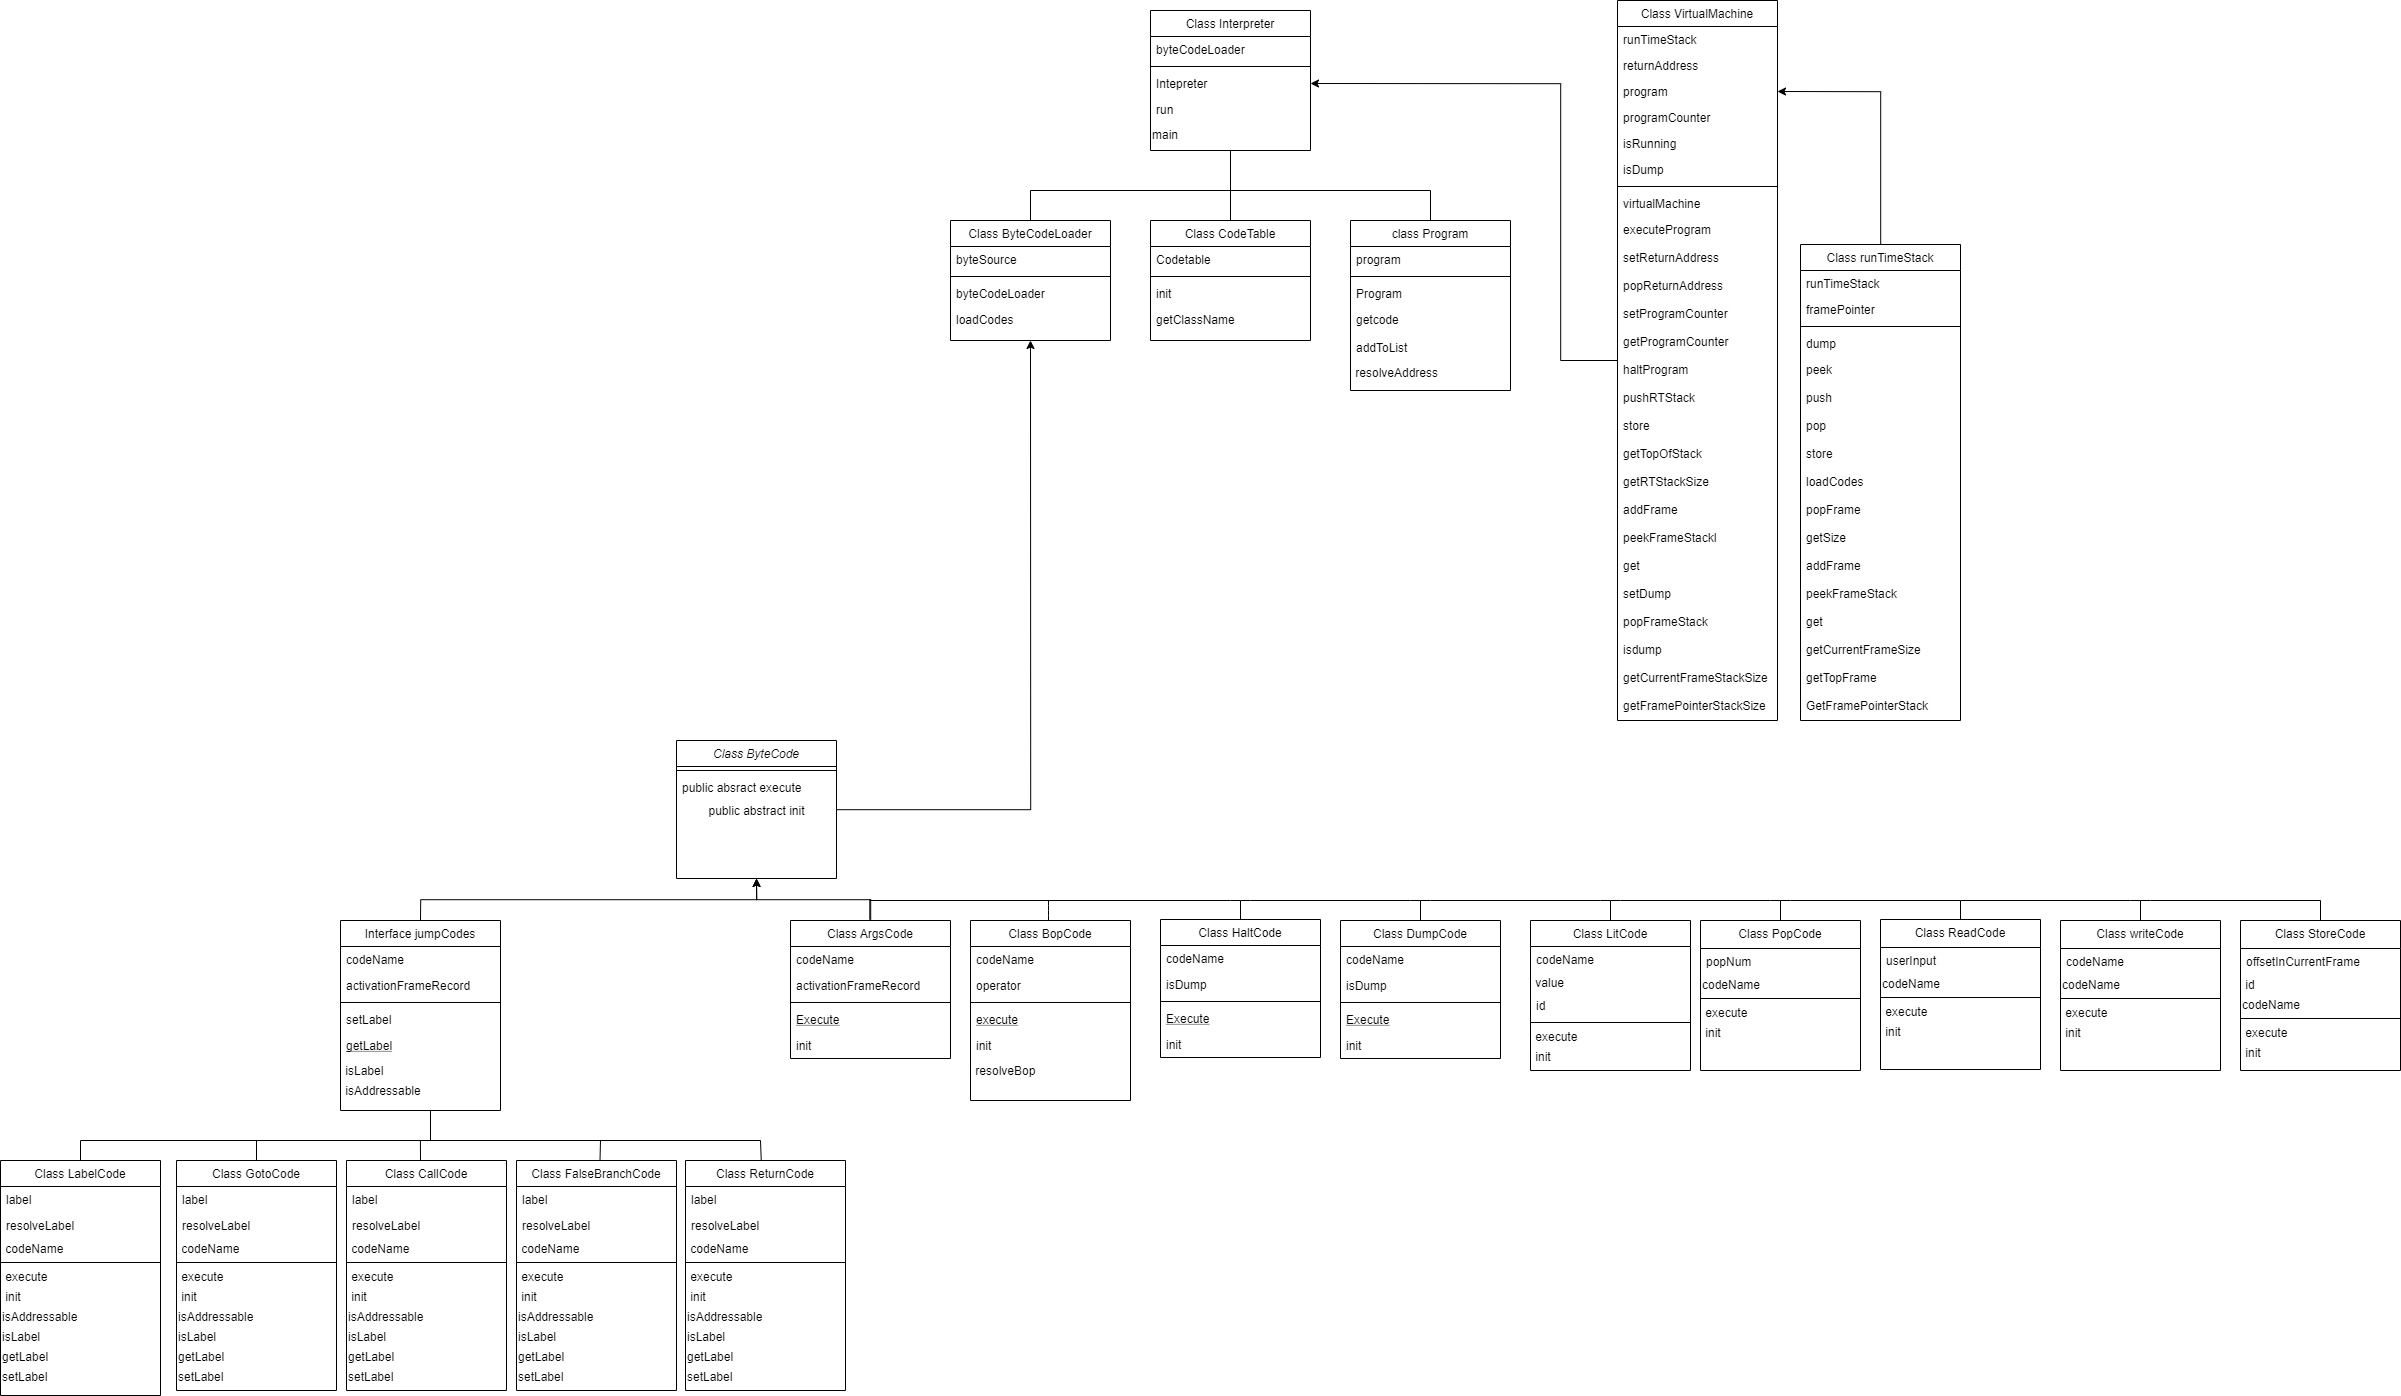 Class Interpreter
byteCodeLoader
Intepreter
run
main
Class VirtualMachine
runTimeStack
returnAddress
program
programCounter
isRunning
isDump
virtualMachine
executeProgram
setReturnAddress
popReturnAddress
setProgramCounter
getProgramCounter
haltProgram
pushRTStack
store
getTopOfStack
getRTStackSize
addFrame
peekFrameStackl
get
setDump
popFrameStack
isdump
getCurrentFrameStackSize
getFramePointerStackSize
Class ByteCodeLoader
byteSource
byteCodeLoader
loadCodes
Class CodeTable
Codetable
init
getClassName
class Program
program
Program
getcode
addToList
resolveAddress
Class runTimeStack
runTimeStack
framePointer
dump
peek
push
pop
store
loadCodes
popFrame
getSize
addFrame
peekFrameStack
get
getCurrentFrameSize
getTopFrame
GetFramePointerStack
Class ByteCode
public absract execute
public abstract init
Interface jumpCodes
codeName
activationFrameRecord
setLabel
getLabel
isLabel
isAddressable
Class ArgsCode
codeName
activationFrameRecord
Execute
init
Class BopCode
codeName
operator
execute
init
resolveBop
Class HaltCode
codeName
isDump
Execute
init
Class DumpCode
codeName
isDump
Execute
init
Class LitCode
codeName
value
id
execute
init
Class PopCode
popNum
codeName
execute
init
Class ReadCode
userInput
codeName
execute
init
Class writeCode
codeName
codeName
execute
init
Class StoreCode
offsetInCurrentFrame
id
codeName
execute
init
Class LabelCode
label
resolveLabel
codeName
execute
init
isAddressable
isLabel
getLabel
setLabel
Class GotoCode
label
resolveLabel
codeName
execute
init
isAddressable
isLabel
getLabel
setLabel
Class CallCode
label
resolveLabel
codeName
execute
init
isAddressable
isLabel
getLabel
setLabel
Class FalseBranchCode
label
resolveLabel
codeName
execute
init
isAddressable
isLabel
getLabel
setLabel
Class ReturnCode
label
resolveLabel
codeName
execute
init
isAddressable
isLabel
getLabel
setLabel